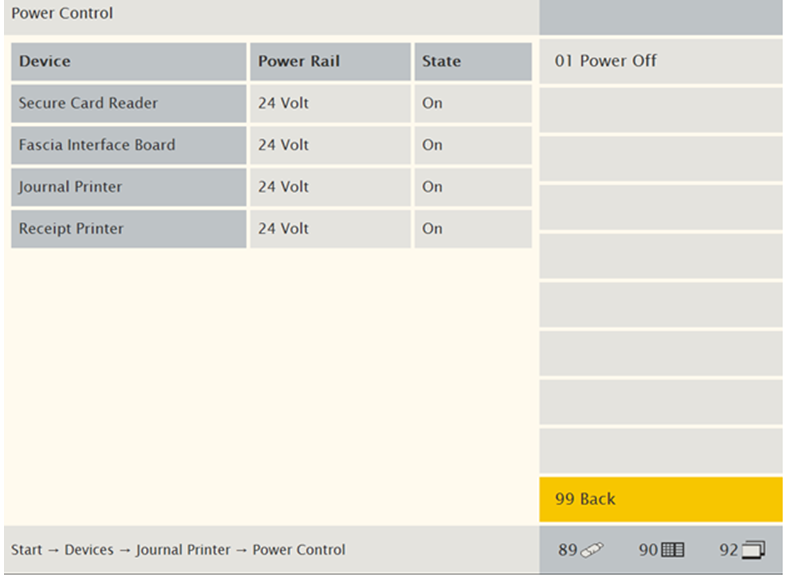 Power Control
Device Power Rail State
Secure Card Reader 24 Volt On
Fascia Interface Board 24 Volt On
Journal Printer 24 Volt On
Receipt Printer 24 Volt On
01 Power Off
99 Back
Start → Devices → Journal Printer → Power Control
89 90 92